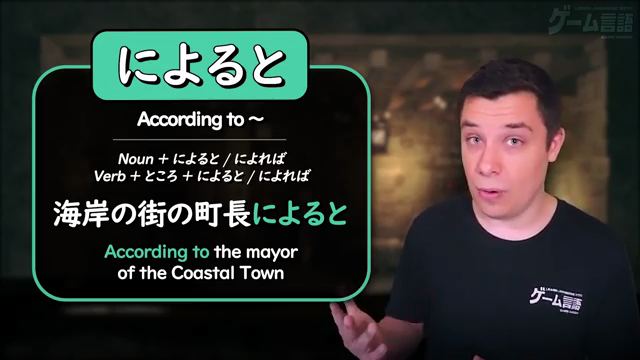 ゲーム言語
によると
According to ～
Noun + によると / によれば
Verb + ところ + によると / によれば
海岸の街の町長によると
According to the mayor
of the Coastal Town
ゲーム言語